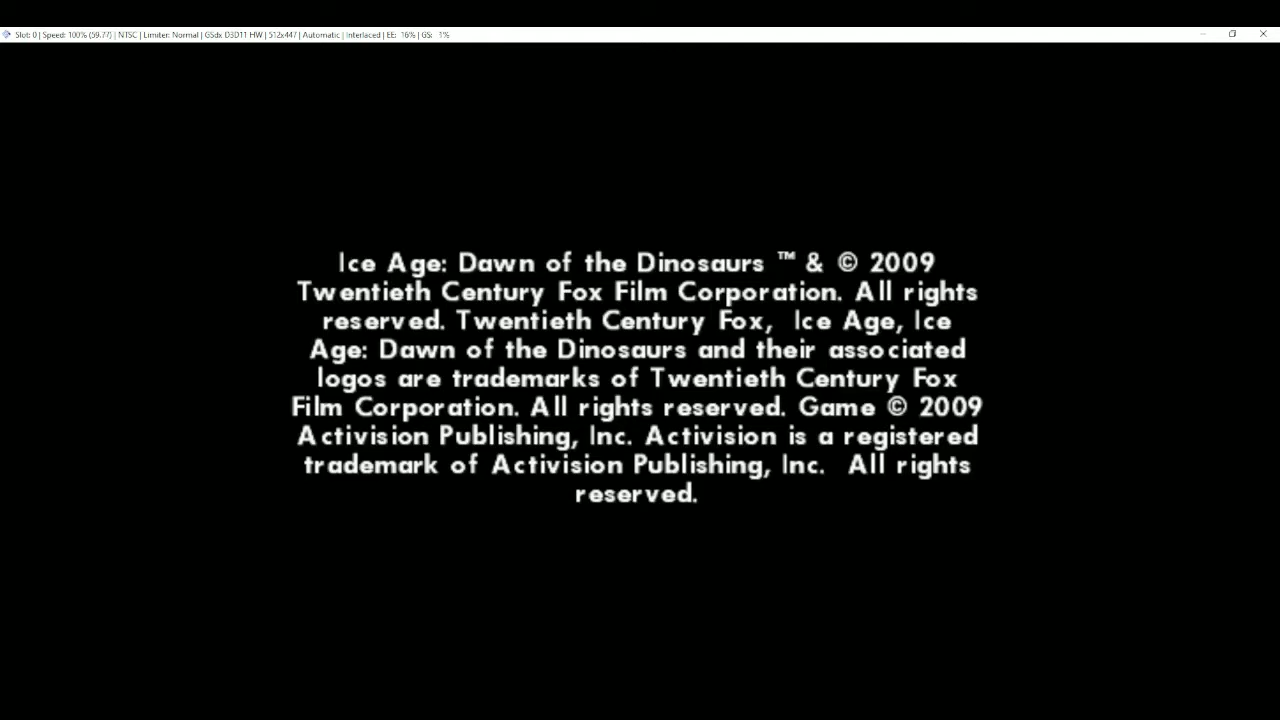 Slot: 0 | Speed: 100% (59.77) | NTSC | Limiter: Normal | GSdx D3D11 HW | 512x447 | Automatic | Interlaced | EE: 16% | GS: 1%
Ice Age: Dawn of the Dinosaurs ™ & © 2009
Twentieth Century Fox Film Corporation. All rights
reserved. Twentieth Century Fox, Ice Age, Ice
Age: Dawn of the Dinosaurs and their associated
logos are trademarks of Twentieth Century Fox
Film Corporation. All rights reserved. Game © 2009
Activision Publishing, Inc. Activision is a registered
trademark of Activision Publishing, Inc. All rights
reserved.